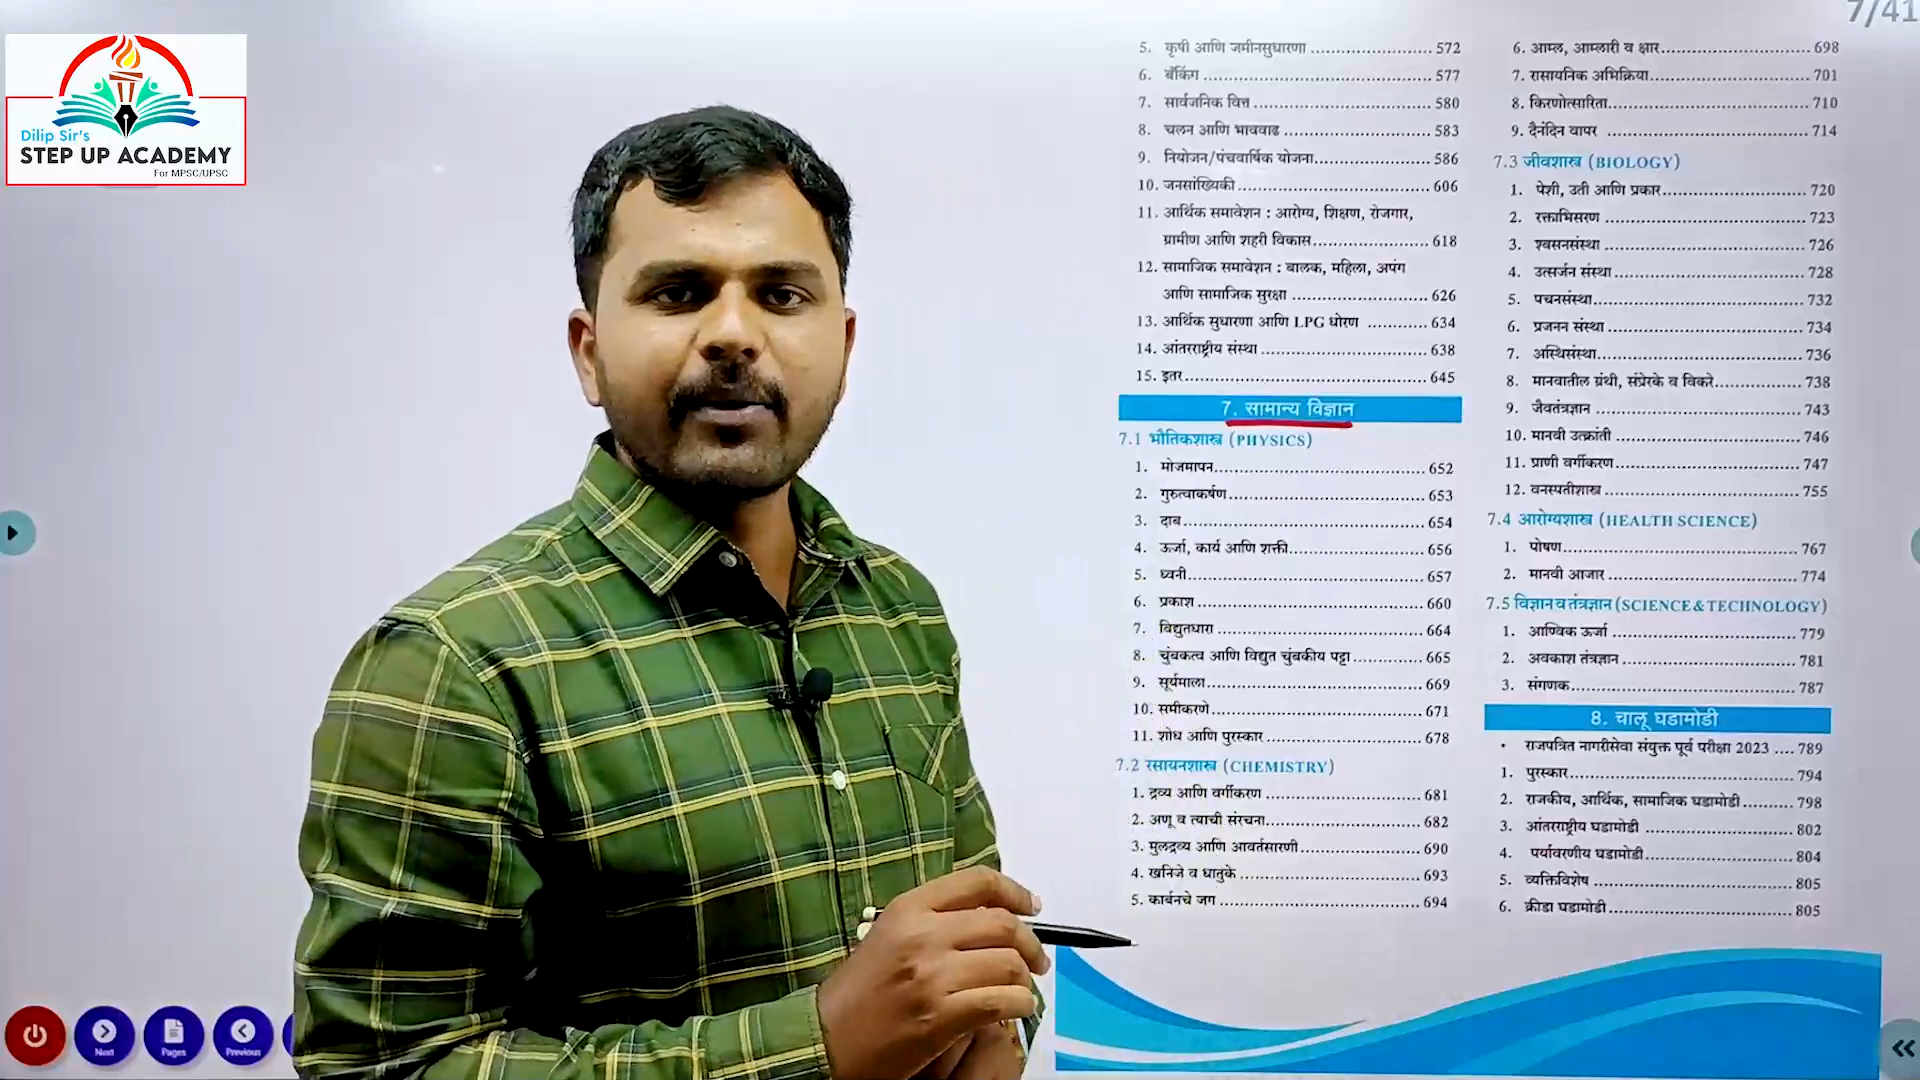 7/41
Dilip Sir's
STEP UP ACADEMY
For MPSC/UPSC
5. कृषी आणि जमीनसुधारणा ........................ 572
6. बँकिंग ........................ 577
7. सार्वजनिक वित्त ........................ 580
8. चलन आणि भाववाढ ........................ 583
9. नियोजन/पंचवार्षिक योजना........................ 586
10. जनसांख्यिकी ........................ 606
11. आर्थिक समावेशन : आरोग्य, शिक्षण, रोजगार,
ग्रामीण आणि शहरी विकास........................ 618
12. सामाजिक समावेशन : बालक, महिला, अपंग
आणि सामाजिक सुरक्षा ........................ 626
13. आर्थिक सुधारणा आणि LPG धोरण ............ 634
14. आंतरराष्ट्रीय संस्था ........................ 638
15. इतर........................ 645
7. सामान्य विज्ञान
7.1 भौतिकशास्त्र (PHYSICS)
1. मोजमापन........................ 652
2. गुरुत्वाकर्षण........................ 653
3. दाब........................ 654
4. ऊर्जा, कार्य आणि शक्ती........................ 656
5. ध्वनी........................ 657
6. प्रकाश ........................ 660
7. विद्युतधारा ........................ 664
8. चुंबकत्व आणि विद्युत चुंबकीय पट्टा............ 665
9. सूर्यमाला........................ 669
10. समीकरणे........................ 671
11. शोध आणि पुरस्कार ........................ 678
7.2 रसायनशास्त्र (CHEMISTRY)
1. द्रव्य आणि वर्गीकरण ........................ 681
2. अणू व त्याची संरचना........................ 682
3. मुलद्रव्य आणि आवर्तसारणी ........................ 690
4. खनिजे व धातुके ........................ 693
5. कार्बनचे जग ........................ 694
6. आम्ल, आम्लारी व क्षार........................ 698
7. रासायनिक अभिक्रिया........................ 701
8. किरणोत्सारिता........................ 710
9. दैनंदिन वापर ........................ 714
7.3 जीवशास्त्र (BIOLOGY)
1. पेशी, उती आणि प्रकार........................ 720
2. रक्ताभिसरण ........................ 723
3. श्वसनसंस्था ........................ 726
4. उत्सर्जन संस्था ........................ 728
5. पचनसंस्था........................ 732
6. प्रजनन संस्था ........................ 734
7. अस्थिसंस्था........................ 736
8. मानवातील ग्रंथी, संप्रेरके व विकरे............ 738
9. जैवतंत्रज्ञान ........................ 743
10. मानवी उत्क्रांती ........................ 746
11. प्राणी वर्गीकरण........................ 747
12. वनस्पतीशास्त्र ........................ 755
7.4 आरोग्यशास्त्र (HEALTH SCIENCE)
1. पोषण........................ 767
2. मानवी आजार ........................ 774
7.5 विज्ञान व तंत्रज्ञान (SCIENCE & TECHNOLOGY)
1. आण्विक ऊर्जा ........................ 779
2. अवकाश तंत्रज्ञान ........................ 781
3. संगणक........................ 787
8. चालू घडामोडी
• राजपत्रित नागरीसेवा संयुक्त पूर्व परीक्षा 2023 .... 789
1. पुरस्कार........................ 794
2. राजकीय, आर्थिक, सामाजिक घडामोडी............ 798
3. आंतरराष्ट्रीय घडामोडी ........................ 802
4. पर्यावरणीय घडामोडी........................ 804
5. व्यक्तिविशेष ........................ 805
6. क्रीडा घडामोडी........................ 805
Next
Pages
Previous